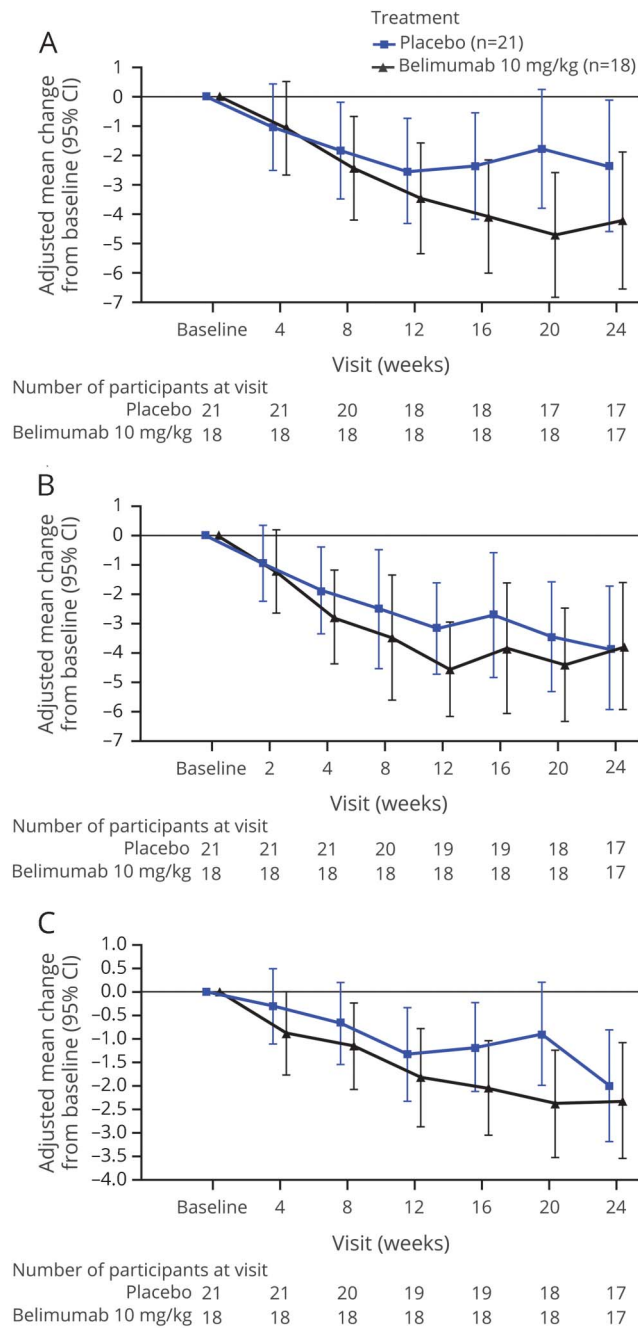 Treatment
Placebo (n=21)
Belimumab 10 mg/kg (n=18)
A
Adjusted mean change
from baseline (95% CI)
1
0
–1
–2
–3
–4
–5
–6
–7
Baseline 4 8 12 16 20 24
Visit (weeks)
Number of participants at visit
Placebo 21 21 20 18 18 17 17
Belimumab 10 mg/kg 18 18 18 18 18 18 17
B
Adjusted mean change
from baseline (95% CI)
1
0
–1
–2
–3
–4
–5
–6
–7
Baseline 2 4 8 12 16 20 24
Visit (weeks)
Number of participants at visit
Placebo 21 21 21 20 19 19 18 17
Belimumab 10 mg/kg 18 18 18 18 18 18 18 17
C
Adjusted mean change
from baseline (95% CI)
1.0
0.5
0.0
–0.5
–1.0
–1.5
–2.0
–2.5
–3.0
–3.5
–4.0
Baseline 4 8 12 16 20 24
Visit (weeks)
Number of participants at visit
Placebo 21 21 20 19 19 18 17
Belimumab 10 mg/kg 18 18 18 18 18 18 17